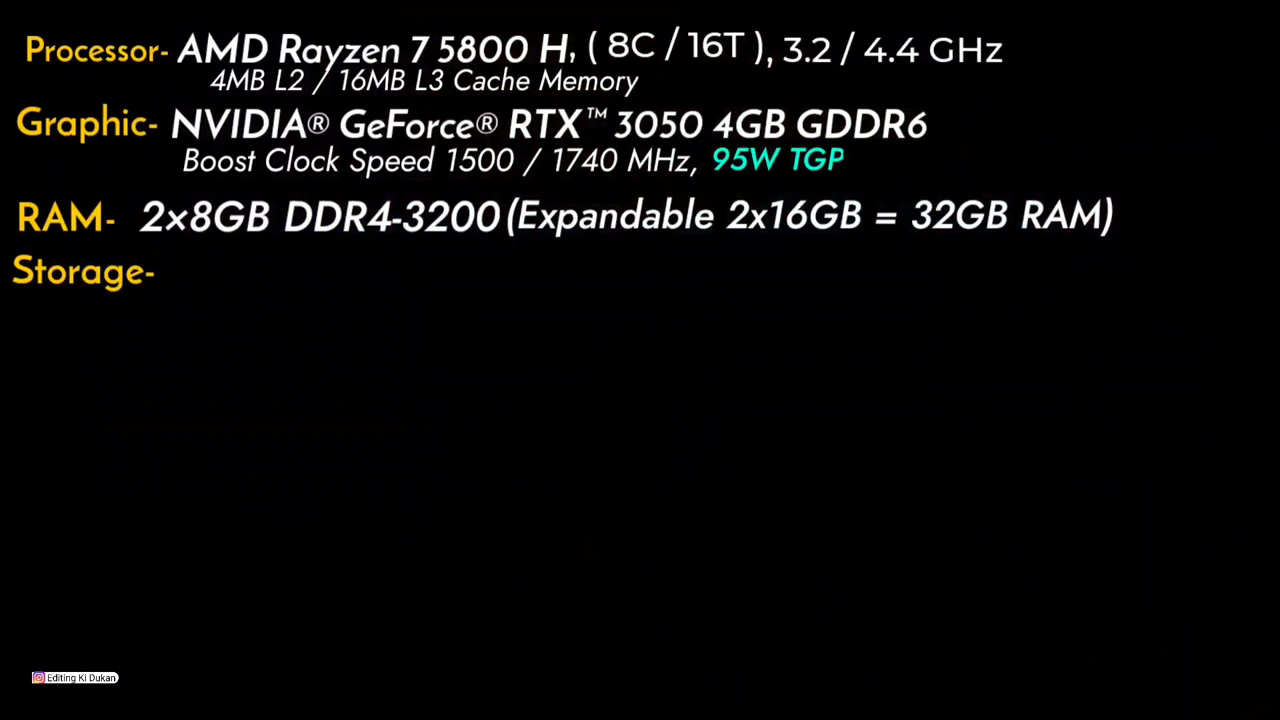 Processor- AMD Rayzen 7 5800 H, ( 8C / 16T ), 3.2 / 4.4 GHz
4MB L2 / 16MB L3 Cache Memory
Graphic- NVIDIA® GeForce® RTX™ 3050 4GB GDDR6
Boost Clock Speed 1500 / 1740 MHz, 95W TGP
RAM- 2x8GB DDR4-3200 (Expandable 2x16GB = 32GB RAM)
Storage-
Editing Ki Dukan